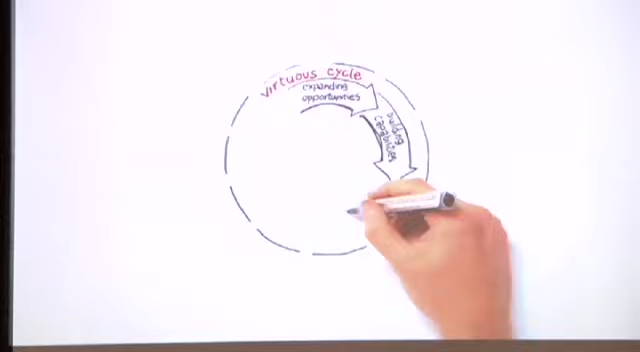 virtuous cycle
expanding
opportunities
building
capabilities